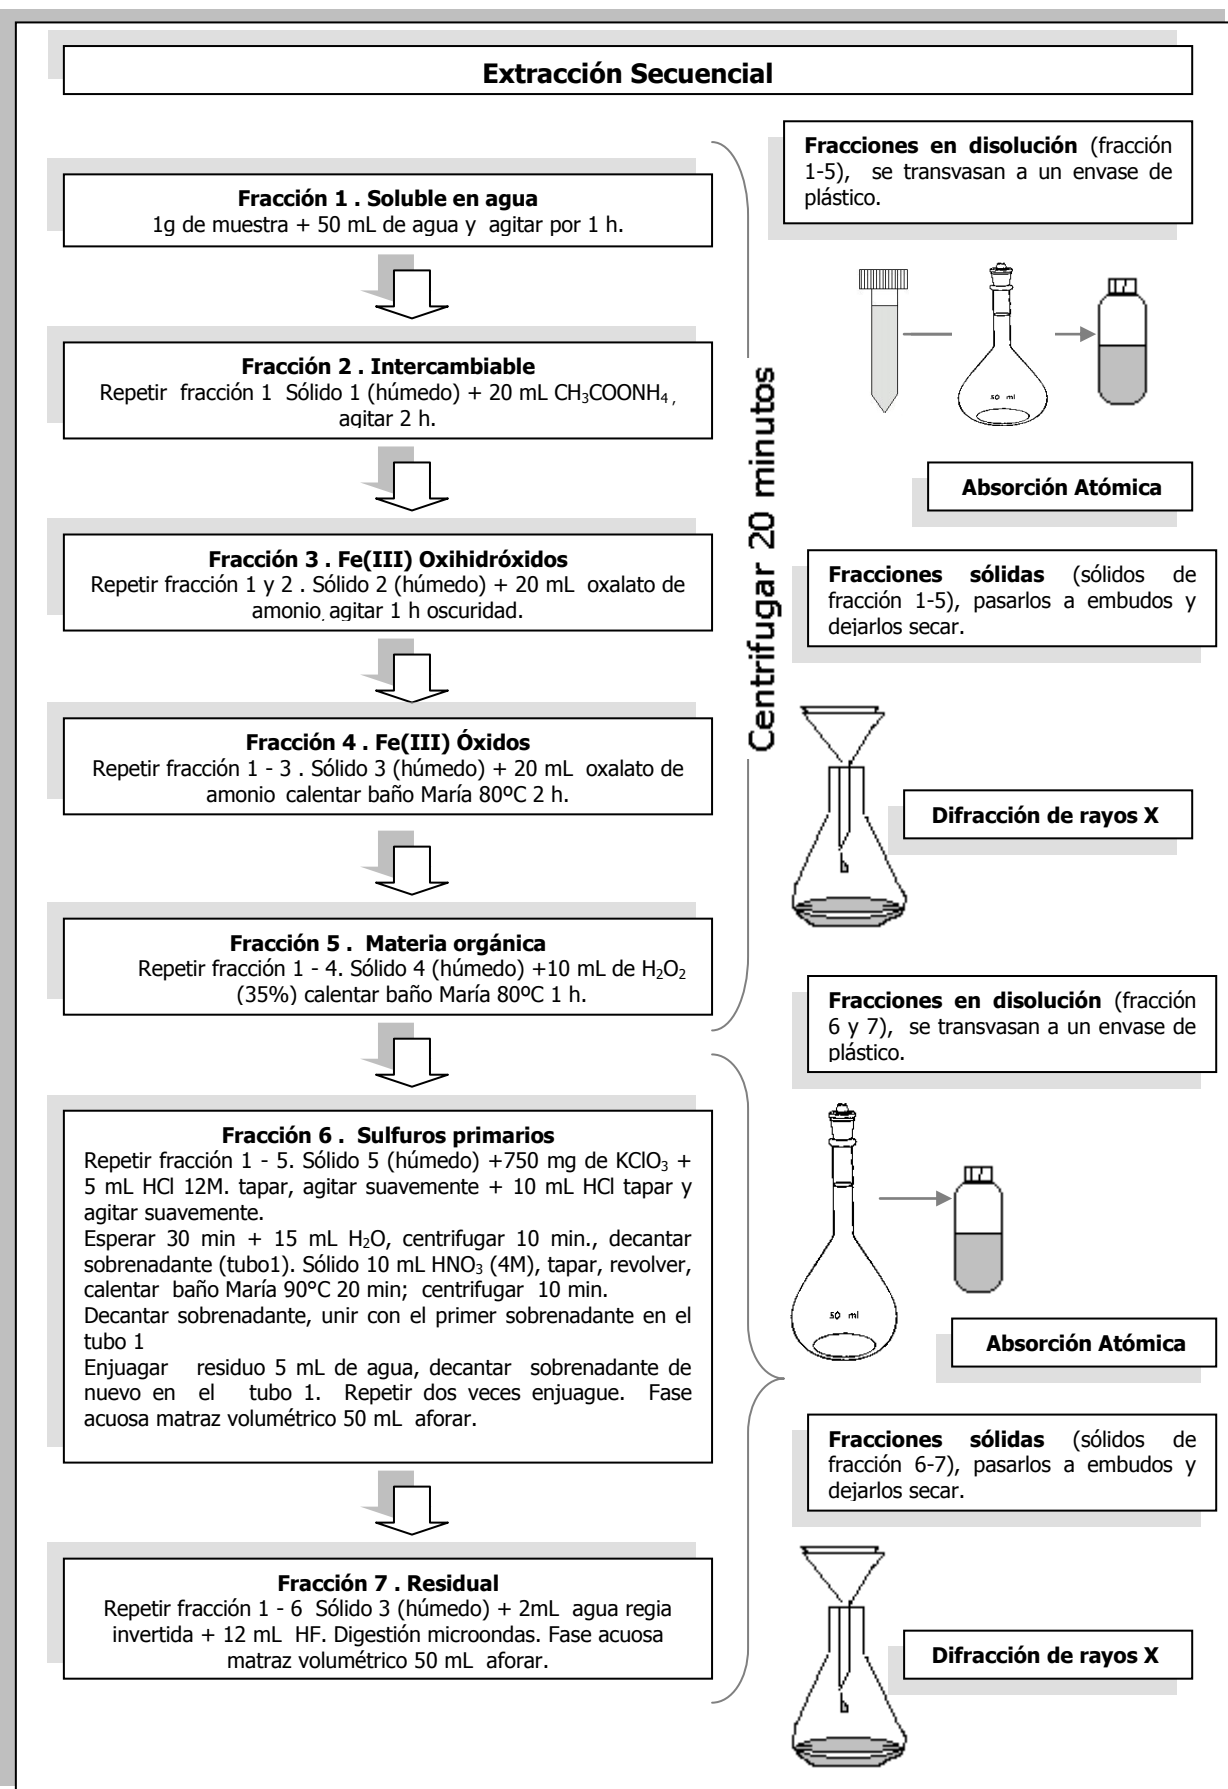 Extracción Secuencial
Fracción 1 . Soluble en agua
1g de muestra + 50 mL de agua y agitar por 1 h.
Fracción 2 . Intercambiable
Repetir fracción 1 Sólido 1 (húmedo) + 20 mL CH₃COONH₄ ,
agitar 2 h.
Fracción 3 . Fe(III) Oxihidróxidos
Repetir fracción 1 y 2 . Sólido 2 (húmedo) + 20 mL oxalato de
amonio, agitar 1 h oscuridad.
Fracción 4 . Fe(III) Óxidos
Repetir fracción 1 - 3 . Sólido 3 (húmedo) + 20 mL oxalato de
amonio calentar baño María 80ºC 2 h.
Fracción 5 . Materia orgánica
Repetir fracción 1 - 4. Sólido 4 (húmedo) +10 mL de H₂O₂
(35%) calentar baño María 80ºC 1 h.
Fracción 6 . Sulfuros primarios
Repetir fracción 1 - 5. Sólido 5 (húmedo) +750 mg de KClO₃ +
5 mL HCl 12M. tapar, agitar suavemente + 10 mL HCl tapar y
agitar suavemente.
Esperar 30 min + 15 mL H₂O, centrifugar 10 min., decantar
sobrenadante (tubo1). Sólido 10 mL HNO₃ (4M), tapar, revolver,
calentar baño María 90°C 20 min; centrifugar 10 min.
Decantar sobrenadante, unir con el primer sobrenadante en el
tubo 1
Enjuagar residuo 5 mL de agua, decantar sobrenadante de
nuevo en el tubo 1. Repetir dos veces enjuague. Fase
acuosa matraz volumétrico 50 mL aforar.
Fracción 7 . Residual
Repetir fracción 1 - 6 Sólido 3 (húmedo) + 2mL agua regia
invertida + 12 mL HF. Digestión microondas. Fase acuosa
matraz volumétrico 50 mL aforar.
Centrifugar 20 minutos
Fracciones en disolución (fracción
1-5), se transvasan a un envase de
plástico.
50 ml
Absorción Atómica
Fracciones sólidas (sólidos de
fracción 1-5), pasarlos a embudos y
dejarlos secar.
Difracción de rayos X
Fracciones en disolución (fracción
6 y 7), se transvasan a un envase de
plástico.
50 ml
Absorción Atómica
Fracciones sólidas (sólidos de
fracción 6-7), pasarlos a embudos y
dejarlos secar.
Difracción de rayos X